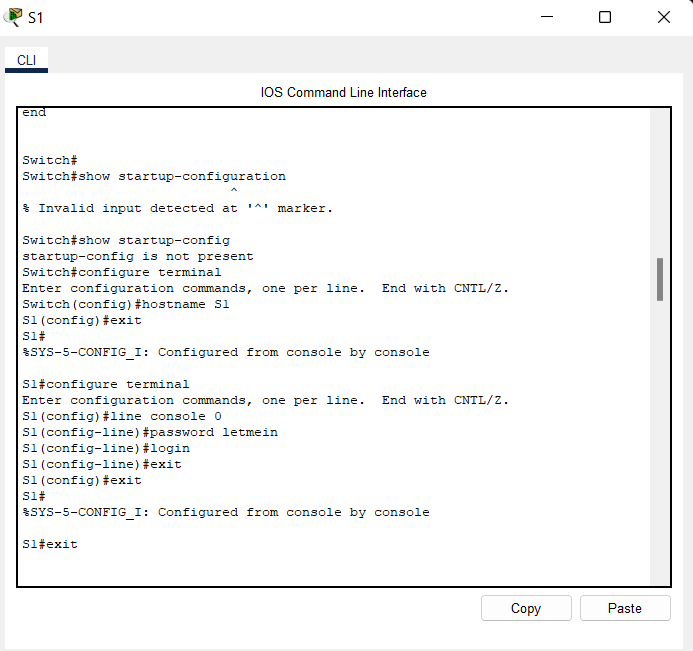 S1
CLI
IOS Command Line Interface
end
Switch#
Switch#show startup-configuration
^
% Invalid input detected at '^' marker.
Switch#show startup-config
startup-config is not present
Switch#configure terminal
Enter configuration commands, one per line.  End with CNTL/Z.
Switch(config)#hostname S1
S1(config)#exit
S1#
%SYS-5-CONFIG_I: Configured from console by console
S1#configure terminal
Enter configuration commands, one per line.  End with CNTL/Z.
S1(config)#line console 0
S1(config-line)#password letmein
S1(config-line)#login
S1(config-line)#exit
S1(config)#exit
S1#
%SYS-5-CONFIG_I: Configured from console by console
S1#exit
Copy Paste